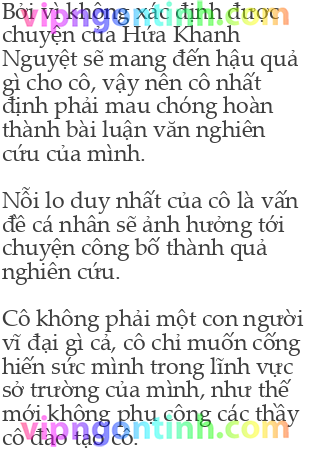 Bởi vì không xác định được
chuyện của Hứa Khanh
Nguyệt sẽ mang đến hậu quả
gì cho cô, vậy nên cô nhất
định phải mau chóng hoàn
thành bài luận văn nghiên
cứu của mình.
Nỗi lo duy nhất của cô là vấn
đề cá nhân sẽ ảnh hưởng tới
chuyện công bố thành quả
nghiên cứu.
Cô không phải một con người
vĩ đại gì cả, cô chỉ muốn cống
hiến sức mình trong lĩnh vực
sở trường của mình, như thế
mới không phụ công các thầy
cô đào tạo cô.
vipngontinh.com
vipngontinh.com
vipngontinh.com